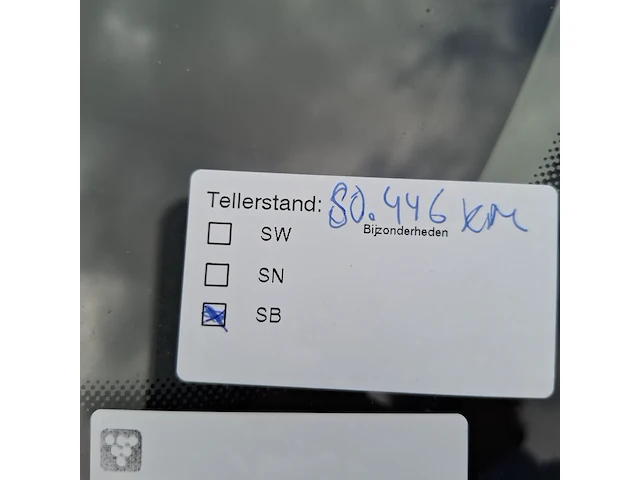 Tellerstand: 80.446 km
Bijzonderheden
SW
SN
SB